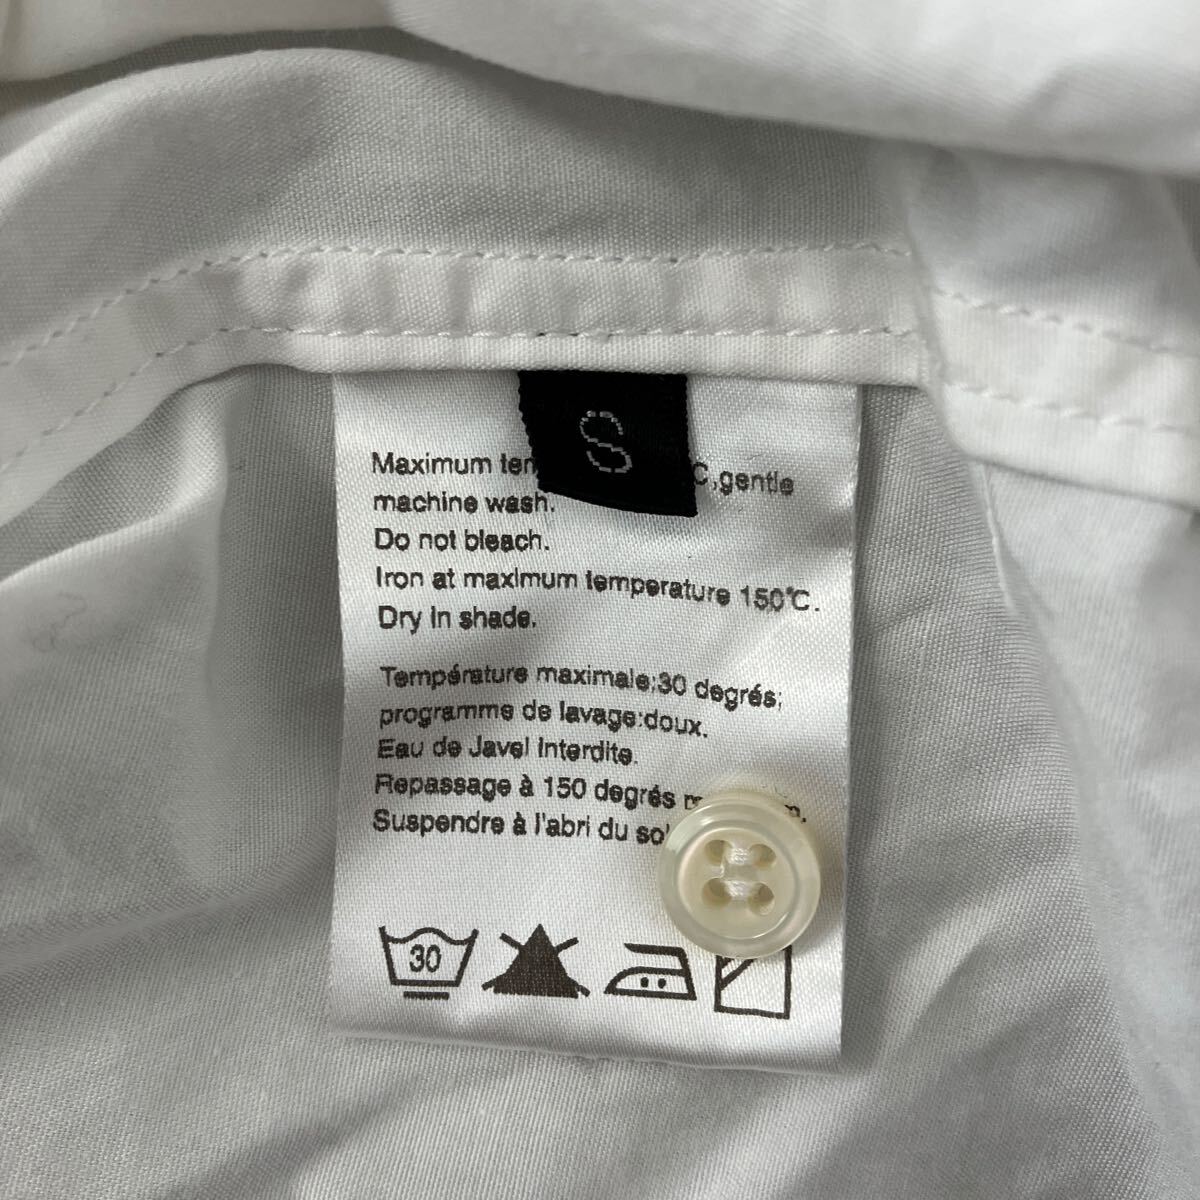 S
Maximum C,gentle
machine wash.
Do not bleach.
Iron at maximum temperature 150°C.
Dry in shade.
Température maximale:30 degrés;
programme de lavage:doux.
Eau de Javel Interdite.
Repassage à 150 degrés
Suspendre à l'abri du
30